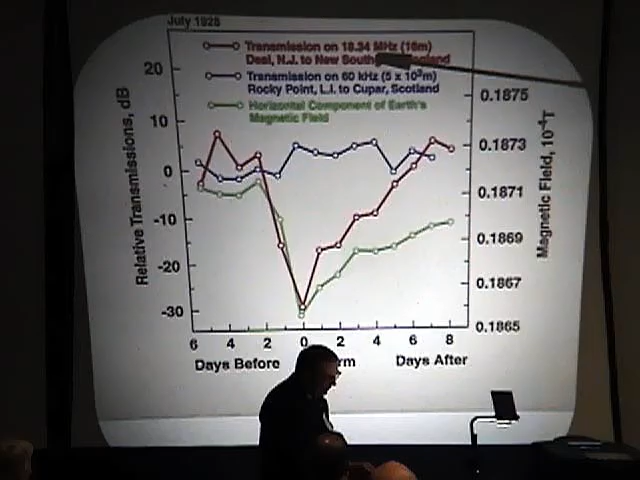 July 1928
Transmission on 18.34 MHz (16m)
Deal, N.J. to New South
Transmission on 60 kHz (5 x 10³m)
Rocky Point, L.I. to Cupar, Scotland
Horizontal Component of Earth's
Magnetic Field
Relative Transmissions, dB
20
10
0
-10
-20
-30
0.1875
0.1873
0.1871
0.1869
0.1867
0.1865
Magnetic Field, 10⁻⁴T
6 4 2 0 2 4 6 8
Days Before rm Days After